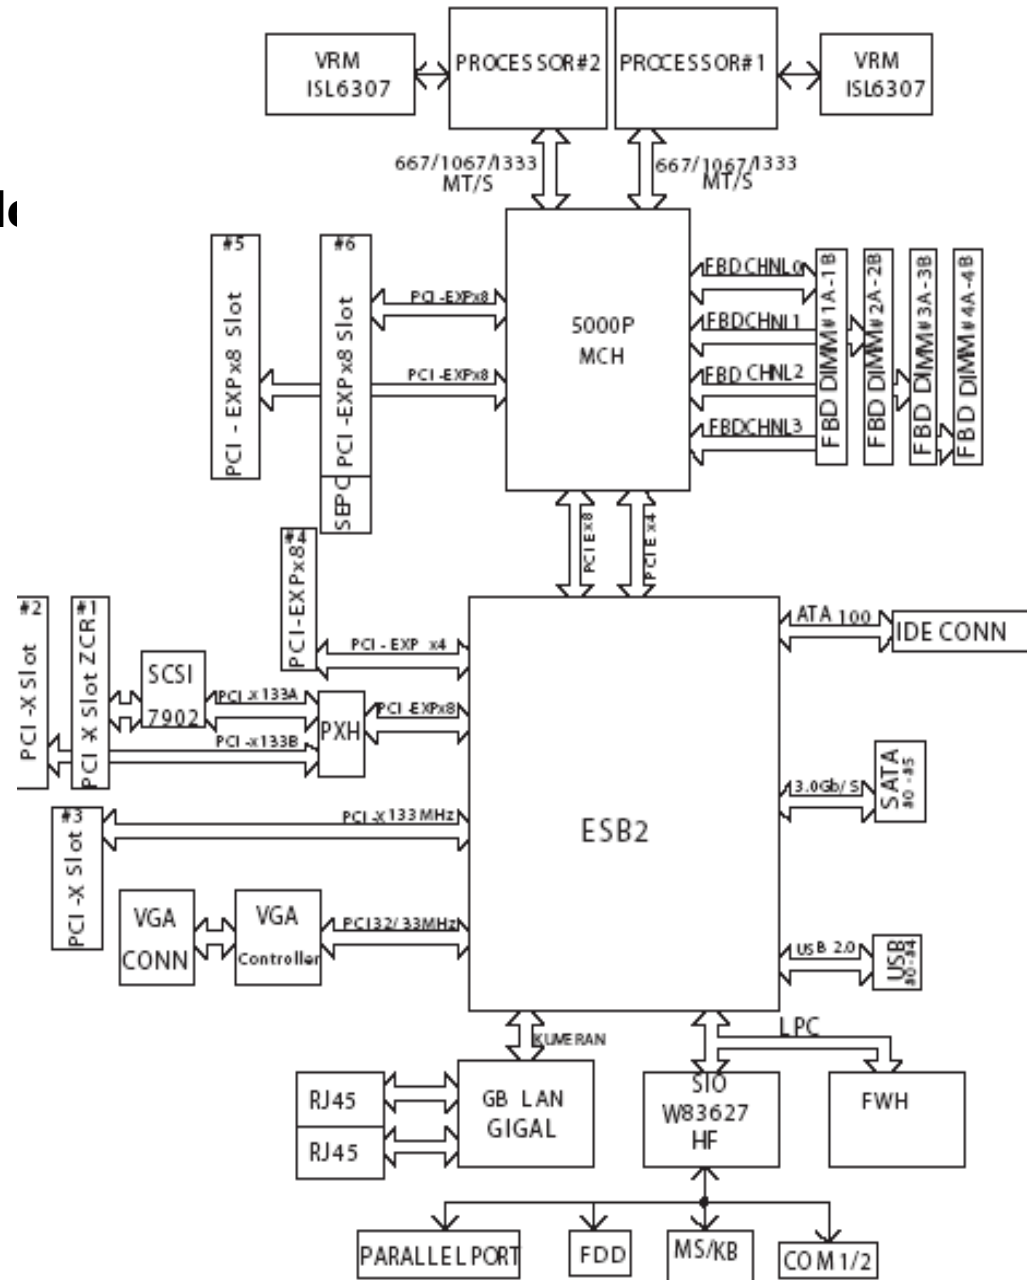 VRM
ISL6307
PROCESSOR#2
PROCESSOR#1
VRM
ISL6307
667/1067/1333
MT/S
667/1067/1333
MT/S
#5
PCI - EXPx8 Slot
#6
PCI -EXPx8 Slot
SEPC
PCI -EXPx8
PCI -EXPx8
5000P
MCH
FBD CHNL0
FBD CHNL1
FBD CHNL2
FBD CHNL3
FBD DIMM#1A-1B
FBD DIMM#2A-2B
FBD DIMM#3A-3B
FBD DIMM#4A-4B
PCI Ex8
PCI E x4
#4
PCI-EXPx8
PCI - EXP x4
#2
PCI -X Slot
#1
PCI -X Slot ZCR
SCSI
7902
PCI -X 133A
PCI -x133B
PXH
PCI -EXPx8
#3
PCI -X Slot
PCI -X 133 MHz
ESB2
ATA 100
IDE CONN
3.0Gb/S
SATA
#0 -#5
USB 2.0
USB
#0-#4
VGA
CONN
VGA
Controller
PCI32/33MHz
KUMERAN
LPC
RJ45
RJ45
GB LAN
GIGAL
SIO
W83627
HF
FWH
PARALLEL PORT
FDD
MS/KB
COM1/2